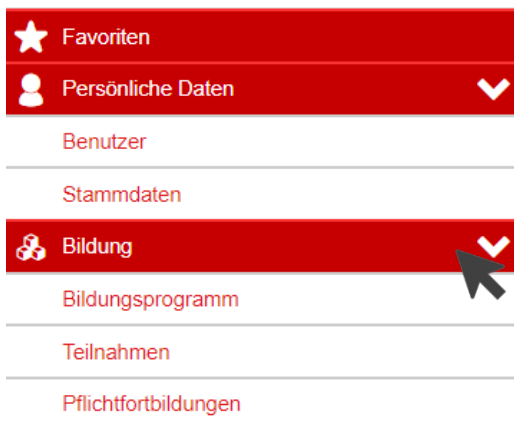 Favoriten
Persönliche Daten
Benutzer
Stammdaten
Bildung
Bildungsprogramm
Teilnahmen
Pflichtfortbildungen